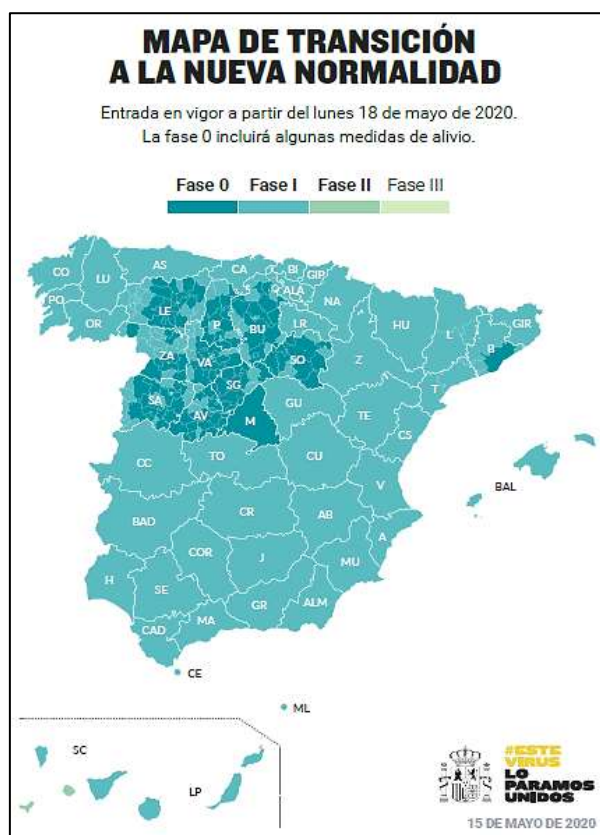 MAPA DE TRANSICIÓN
A LA NUEVA NORMALIDAD
Entrada en vigor a partir del lunes 18 de mayo de 2020.
La fase 0 incluirá algunas medidas de alivio.
Fase 0 Fase I Fase II Fase III
CO
LU
AS
CA
BI
GIP
PO
OR
LE
P
BU
ALA
NA
LR
HU
L
B
GIR
ZA
VA
SO
Z
T
SA
SG
AV
M
GU
TE
CS
CC
TO
CU
V
BAL
BAD
CR
AB
A
H
COR
J
MU
SE
GR
ALM
CAD
MA
CE
ML
SC
LP
#ESTE
VIRUS
LO
PARAMOS
UNIDOS
15 DE MAYO DE 2020